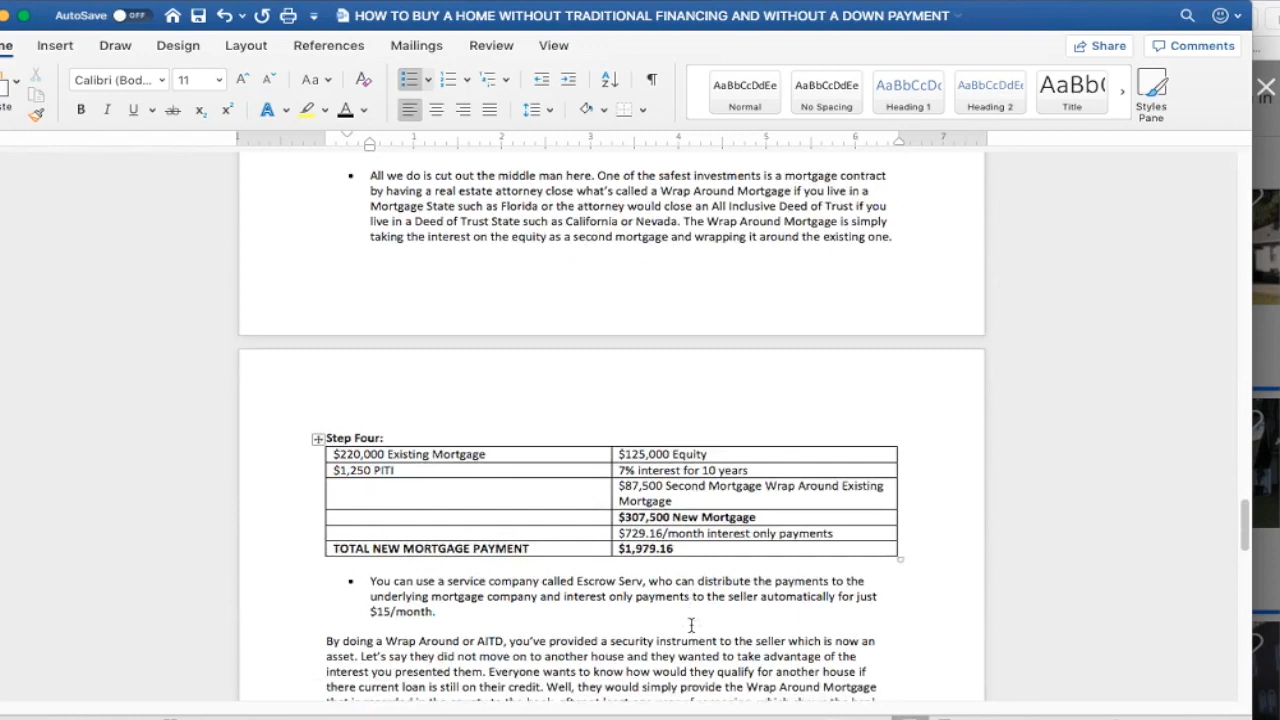 AutoSave OFF HOW TO BUY A HOME WITHOUT TRADITIONAL FINANCING AND WITHOUT A DOWN PAYMENT
Insert Draw Design Layout References Mailings Review View Share Comments
Calibri (Bod... 11
AaBbCcDdEe AaBbCcDdEe AaBbCcDc AaBbCcDdEe AaBb(
Normal No Spacing Heading 1 Heading 2 Title Styles Pane
1 1 2 3 4 5 6 7
All we do is cut out the middle man here. One of the safest investments is a mortgage contract
by having a real estate attorney close what's called a Wrap Around Mortgage if you live in a
Mortgage State such as Florida or the attorney would close an All Inclusive Deed of Trust if you
live in a Deed of Trust State such as California or Nevada. The Wrap Around Mortgage is simply
taking the interest on the equity as a second mortgage and wrapping it around the existing one.
Step Four:
$220,000 Existing Mortgage $125,000 Equity
$1,250 PITI 7% interest for 10 years
$87,500 Second Mortgage Wrap Around Existing
Mortgage
$307,500 New Mortgage
$729.16/month interest only payments
TOTAL NEW MORTGAGE PAYMENT $1,979.16
You can use a service company called Escrow Serv, who can distribute the payments to the
underlying mortgage company and interest only payments to the seller automatically for just
$15/month.
By doing a Wrap Around or AITD, you've provided a security instrument to the seller which is now an
asset. Let's say they did not move on to another house and they wanted to take advantage of the
interest you presented them. Everyone wants to know how would they qualify for another house if
there current loan is still on their credit. Well, they would simply provide the Wrap Around Mortgage